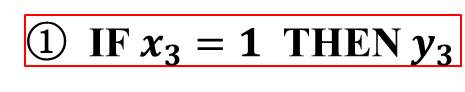 ① IF x₃ = 1 THEN y₃